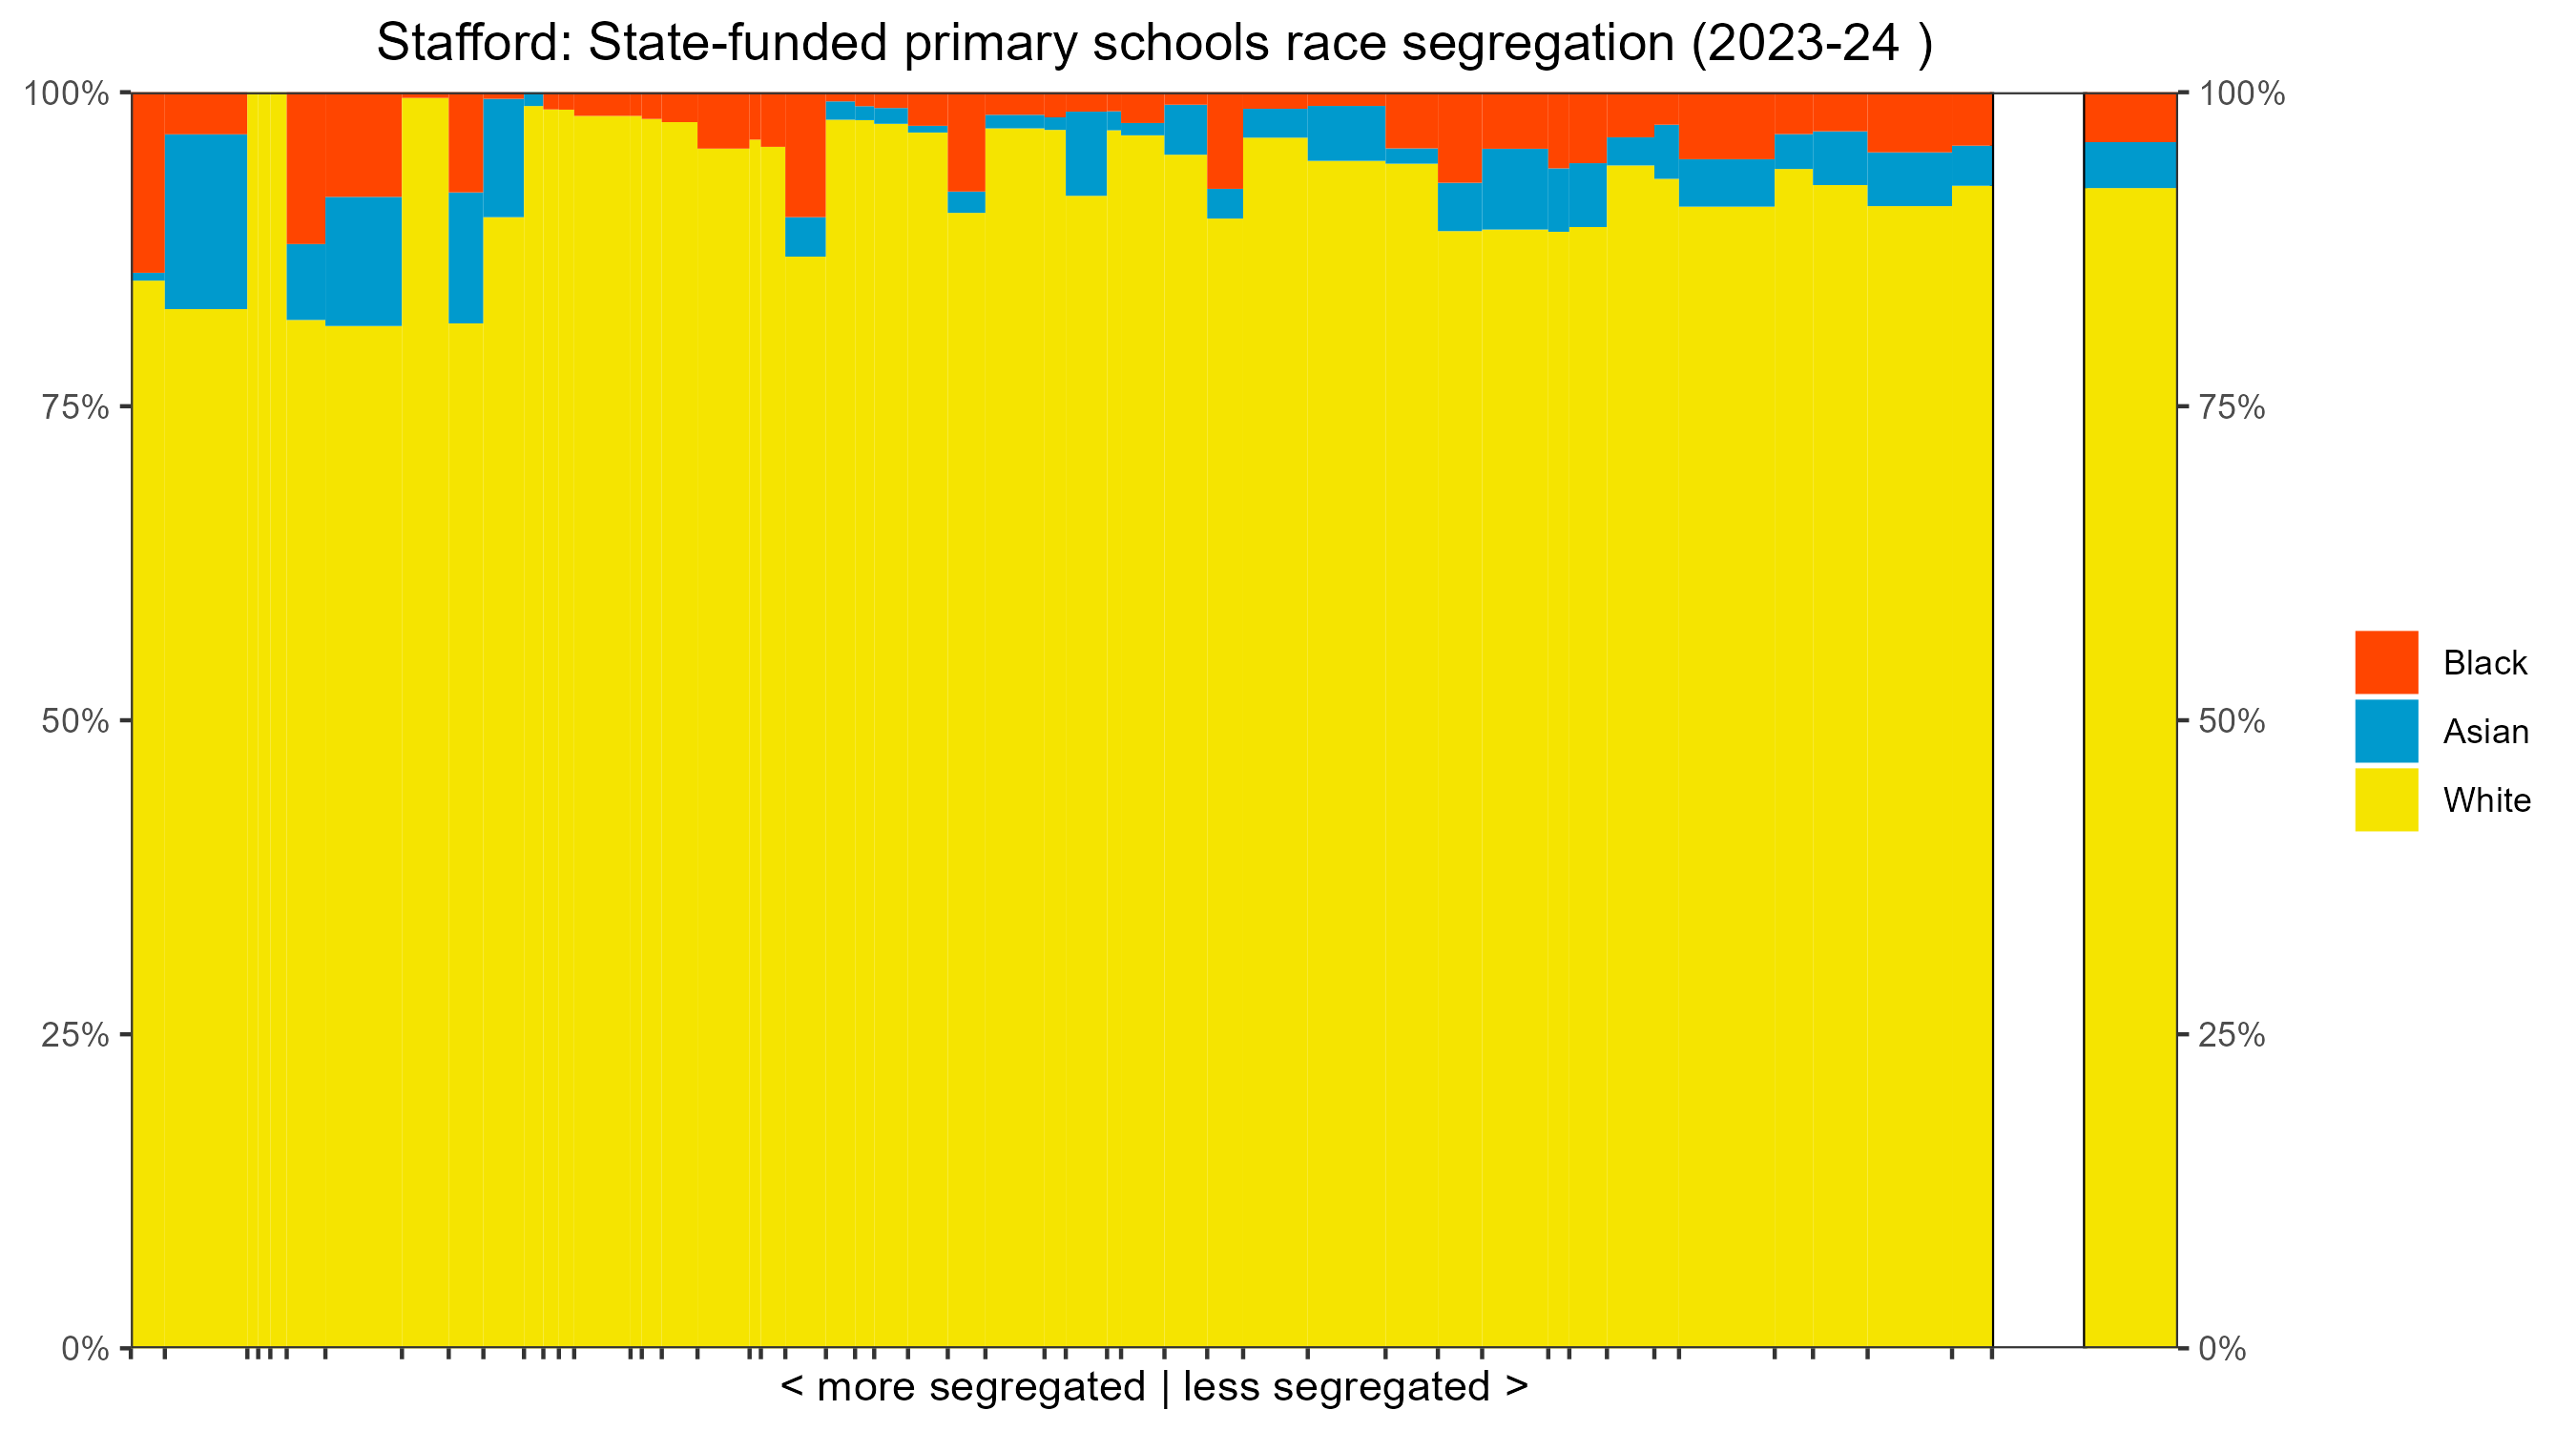 Stafford: State-funded primary schools race segregation (2023-24 )
100%
75%
50%
25%
0%
100%
75%
50%
25%
0%
Black
Asian
White
< more segregated | less segregated >